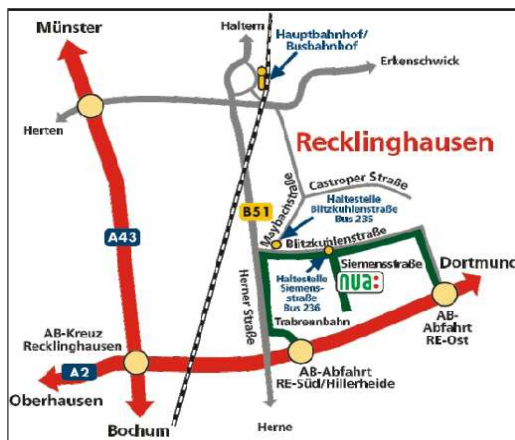 Münster
Haltern
Hauptbahnhof/
Busbahnhof
Erkenschwick
Herten
Recklinghausen
Castroper Straße
Maybachstraße
Haltestelle
Blitzkuhlenstraße
Bus 235
B51
A43
Blitzkuhlenstraße
Herner Straße
Haltestelle
Siemens-
straße
Bus 236
Siemensstraße
nua:
Dortmund
Trabrennbahn
AB-
Abfahrt
RE-Ost
AB-Kreuz
Recklinghausen
A2
AB-Abfahrt
RE-Süd/Hillerheide
Oberhausen
Bochum
Herne